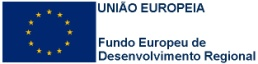 UNIÃO EUROPEIA
Fundo Europeu de
Desenvolvimento Regional